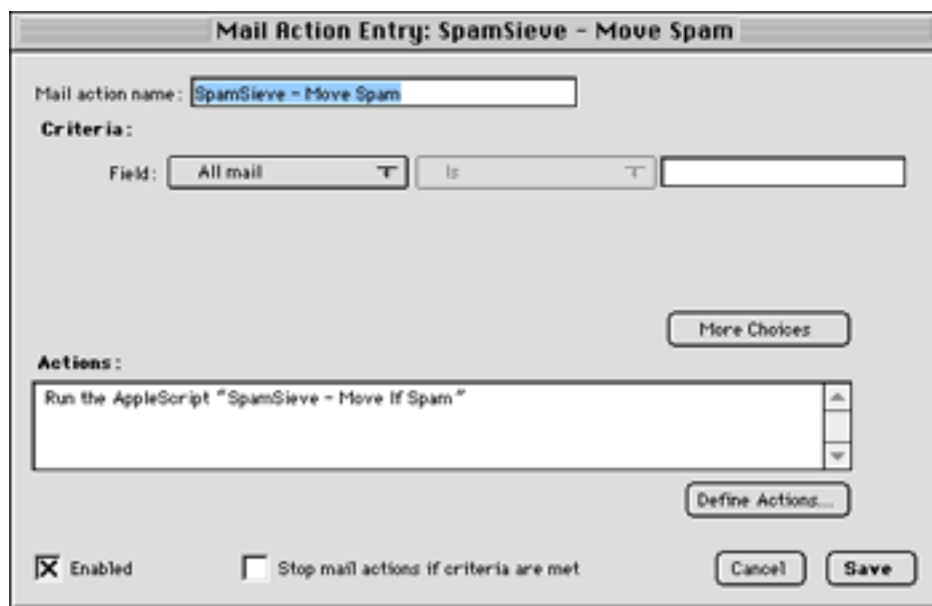 Mail Action Entry: SpamSieve - Move Spam
Mail action name: SpamSieve - Move Spam
Criteria:
Field: All mail Is
More Choices
Actions:
Run the AppleScript "SpamSieve - Move If Spam"
Define Actions...
Enabled Stop mail actions if criteria are met Cancel Save